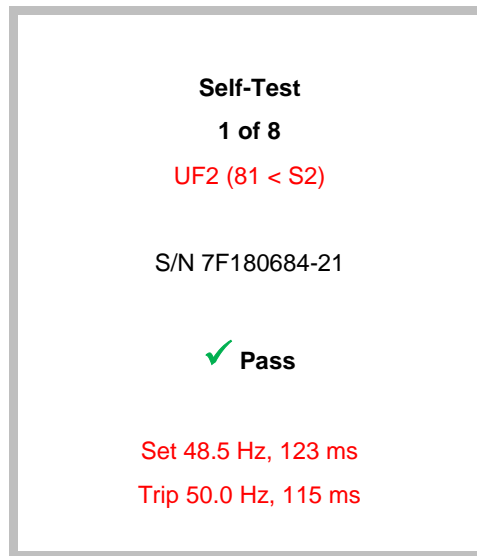 Self-Test
1 of 8
UF2 (81 < S2)
S/N 7F180684-21
✓ Pass
Set 48.5 Hz, 123 ms
Trip 50.0 Hz, 115 ms